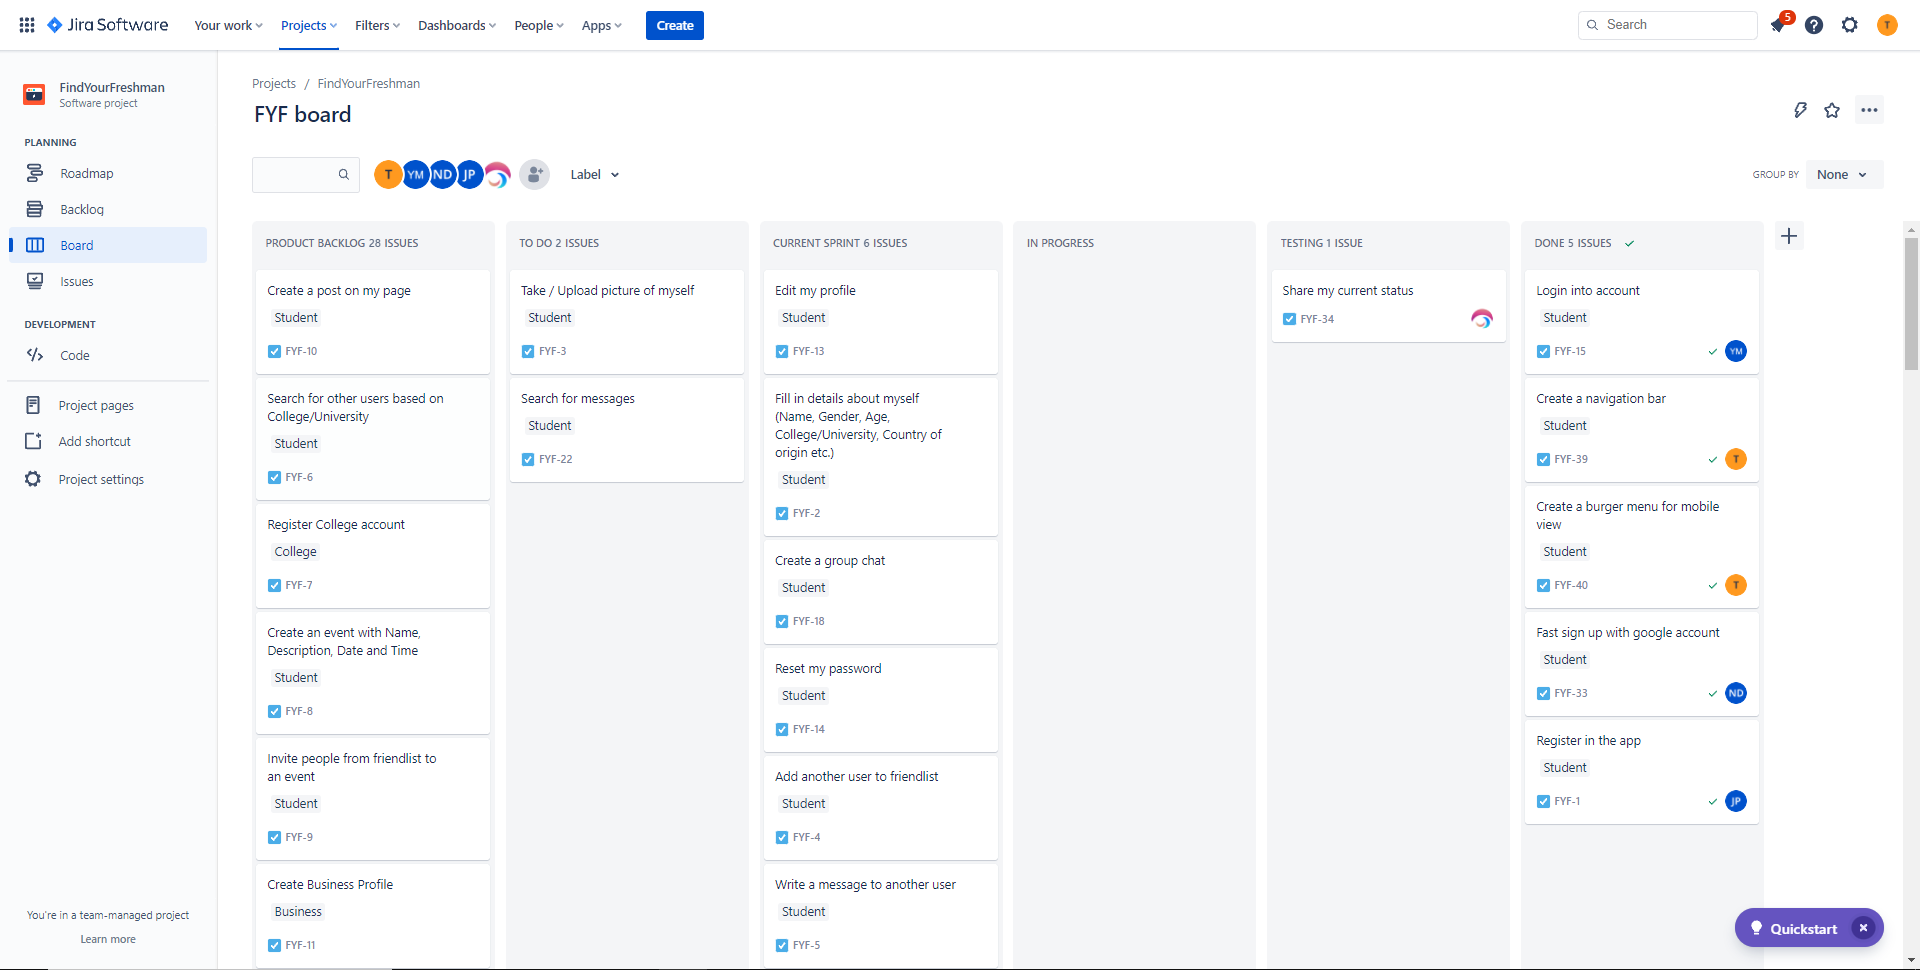 Jira Software
Your work
Projects
Filters
Dashboards
People
Apps
Create
Search
5
T
FindYourFreshman
Software project
PLANNING
Roadmap
Backlog
Board
Issues
DEVELOPMENT
Code
Project pages
Add shortcut
Project settings
You're in a team-managed project
Learn more
Projects / FindYourFreshman
FYF board
T YM ND JP
Label
GROUP BY
None
PRODUCT BACKLOG 28 ISSUES
Create a post on my page
Student
FYF-10
Search for other users based on
College/University
Student
FYF-6
Register College account
College
FYF-7
Create an event with Name,
Description, Date and Time
Student
FYF-8
Invite people from friendlist to
an event
Student
FYF-9
Create Business Profile
Business
FYF-11
TO DO 2 ISSUES
Take / Upload picture of myself
Student
FYF-3
Search for messages
Student
FYF-22
CURRENT SPRINT 6 ISSUES
Edit my profile
Student
FYF-13
Fill in details about myself
(Name, Gender, Age,
College/University, Country of
origin etc.)
Student
FYF-2
Create a group chat
Student
FYF-18
Reset my password
Student
FYF-14
Add another user to friendlist
Student
FYF-4
Write a message to another user
Student
FYF-5
IN PROGRESS
TESTING 1 ISSUE
Share my current status
FYF-34
DONE 5 ISSUES
Login into account
Student
FYF-15
YM
Create a navigation bar
Student
FYF-39
T
Create a burger menu for mobile
view
Student
FYF-40
T
Fast sign up with google account
Student
FYF-33
ND
Register in the app
Student
FYF-1
JP
Quickstart